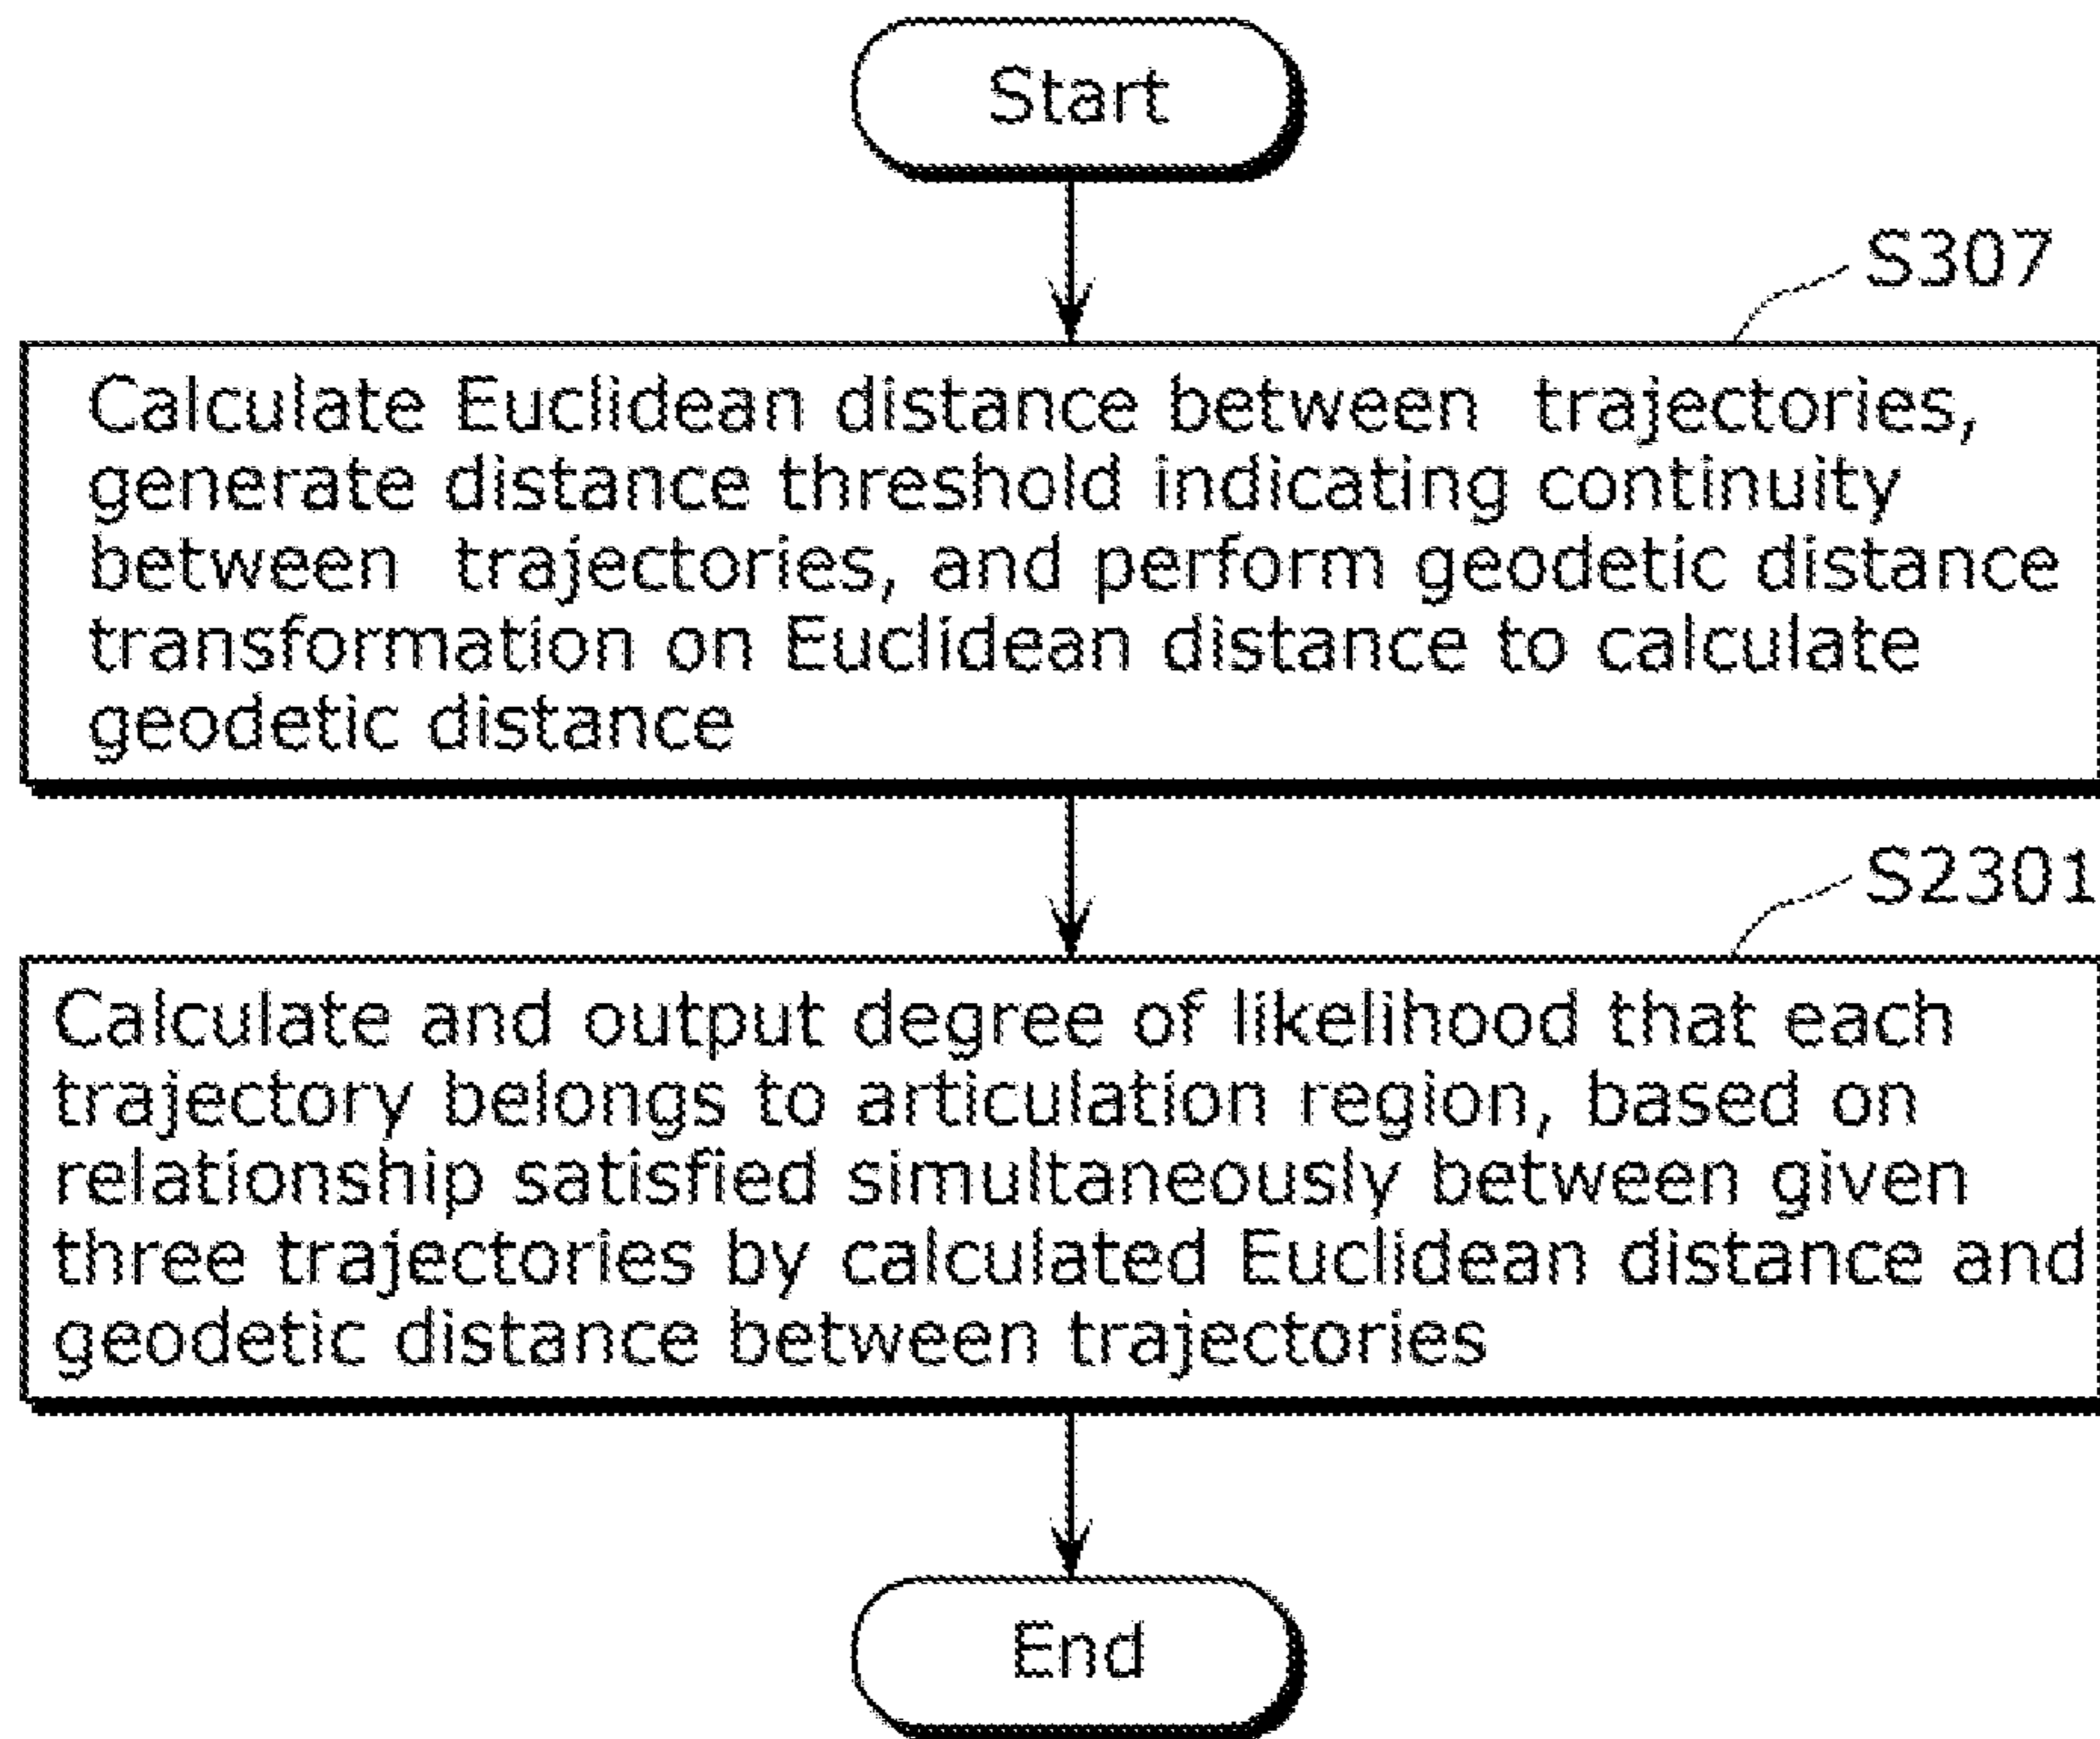 Start
S307
Calculate Euclidean distance between trajectories,
generate distance threshold indicating continuity
between trajectories, and perform geodetic distance
transformation on Euclidean distance to calculate
geodetic distance
S2301
Calculate and output degree of likelihood that each
trajectory belongs to articulation region, based on
relationship satisfied simultaneously between given
three trajectories by calculated Euclidean distance and
geodetic distance between trajectories
End